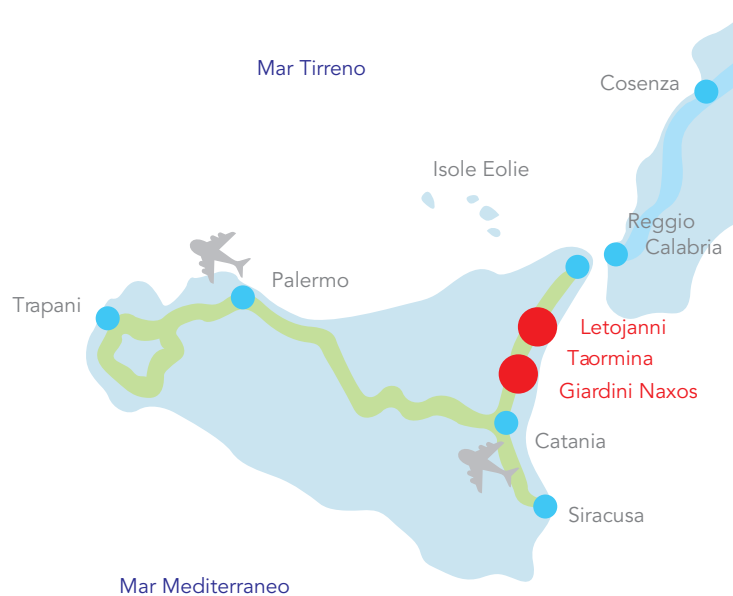 Mar Tirreno
Cosenza
Isole Eolie
Reggio
Calabria
Palermo
Trapani
Letojanni
Taormina
Giardini Naxos
Catania
Siracusa
Mar Mediterraneo